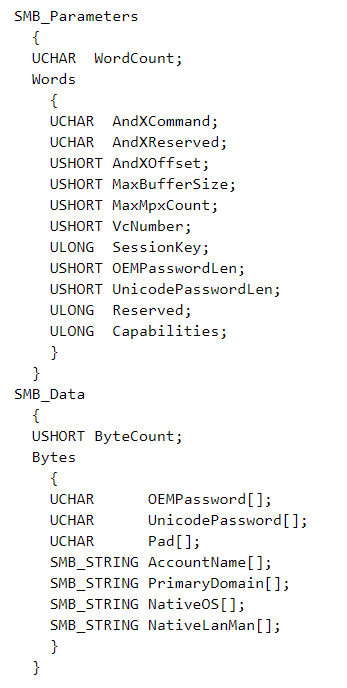 SMB_Parameters
{
UCHAR WordCount;
Words
{
UCHAR AndXCommand;
UCHAR AndXReserved;
USHORT AndXOffset;
USHORT MaxBufferSize;
USHORT MaxMpxCount;
USHORT VcNumber;
ULONG SessionKey;
USHORT OEMPasswordLen;
USHORT UnicodePasswordLen;
ULONG Reserved;
ULONG Capabilities;
}
}
SMB_Data
{
USHORT ByteCount;
Bytes
{
UCHAR OEMPassword[];
UCHAR UnicodePassword[];
UCHAR Pad[];
SMB_STRING AccountName[];
SMB_STRING PrimaryDomain[];
SMB_STRING NativeOS[];
SMB_STRING NativeLanMan[];
}
}